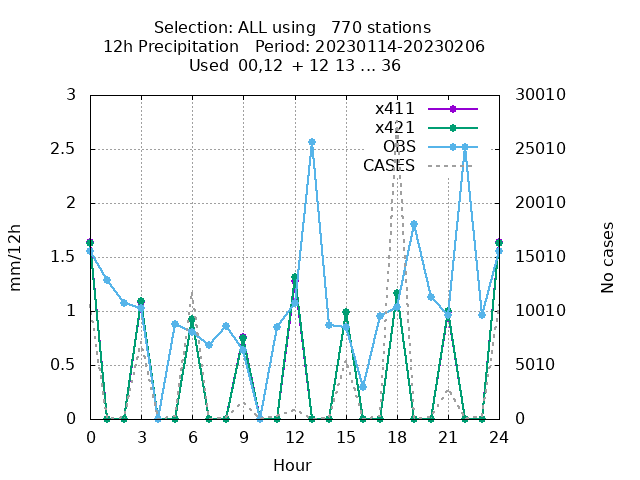 Selection: ALL using   770 stations
12h Precipitation   Period: 20230114-20230206
Used  00,12  + 12 13 ... 36
3
2.5
2
1.5
1
0.5
0
30010
25010
20010
15010
10010
5010
0
x411
x421
OBS
CASES
mm/12h
No cases
0 3 6 9 12 15 18 21 24
Hour